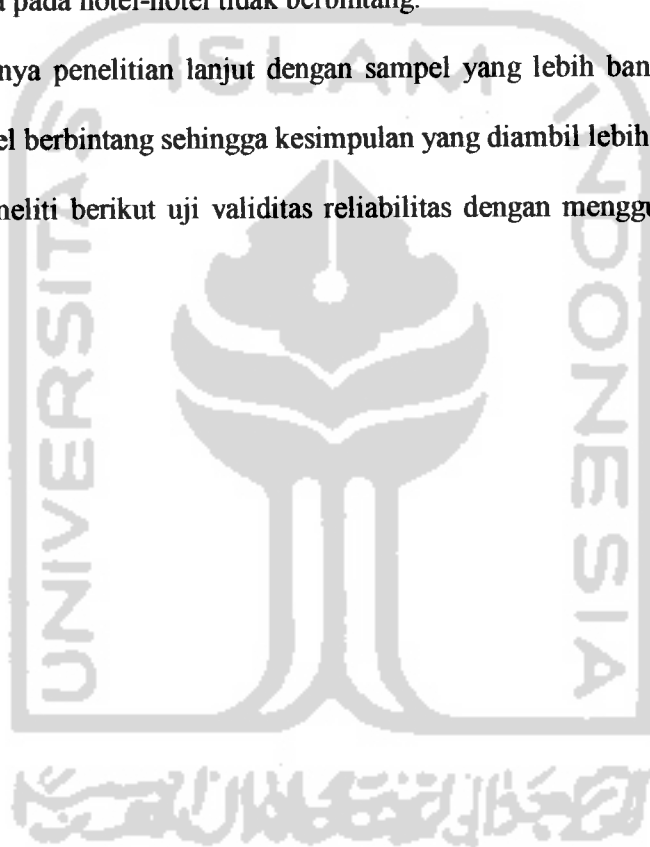 pada hotel-hotel tidak berbintang.
nya penelitian lanjut dengan sampel yang lebih ban
el berbintang sehingga kesimpulan yang diambil lebih
neliti berikut uji validitas reliabilitas dengan menggu
ISLAM
UNIVERSITAS
INDONESIA